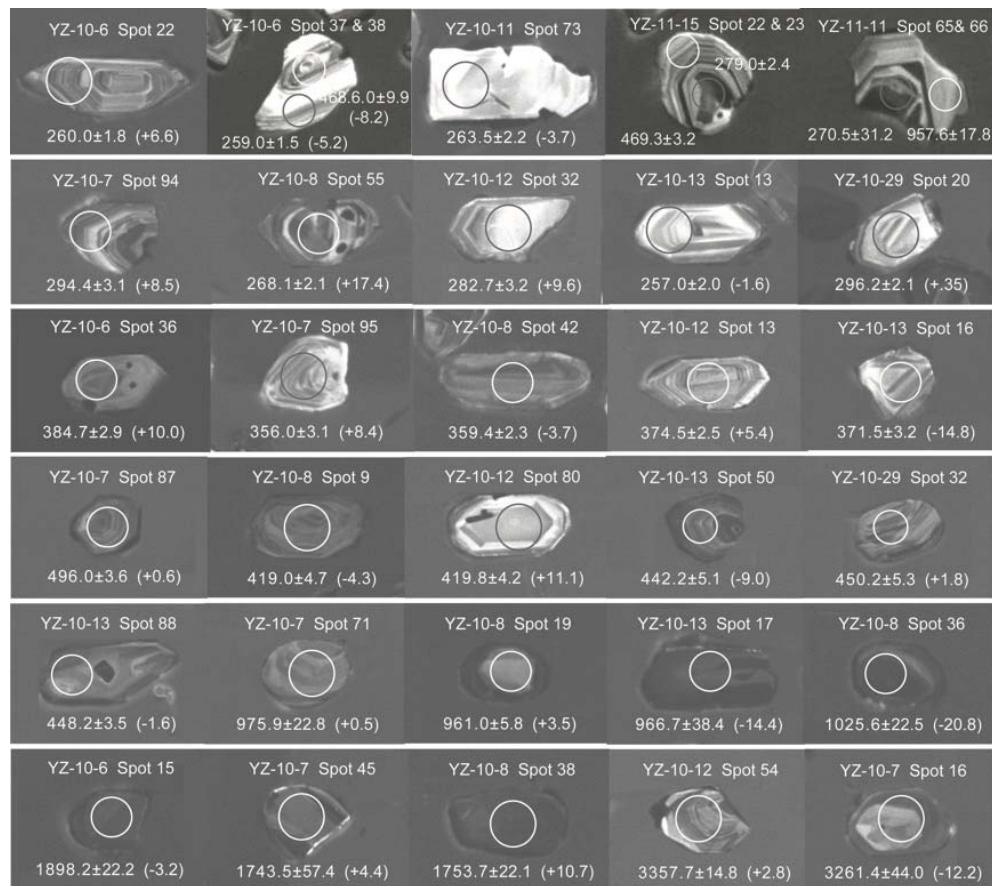 YZ-10-6 Spot 22
260.0±1.8 (+6.6)
YZ-10-6 Spot 37 & 38
468.6.0±9.9
(-8.2)
259.0±1.5 (-5.2)
YZ-10-11 Spot 73
263.5±2.2 (-3.7)
YZ-11-15 Spot 22 & 23
279.0±2.4
469.3±3.2
YZ-11-11 Spot 65& 66
270.5±31.2 957.6±17.8
YZ-10-7 Spot 94
294.4±3.1 (+8.5)
YZ-10-8 Spot 55
268.1±2.1 (+17.4)
YZ-10-12 Spot 32
282.7±3.2 (+9.6)
YZ-10-13 Spot 13
257.0±2.0 (-1.6)
YZ-10-29 Spot 20
296.2±2.1 (+.35)
YZ-10-6 Spot 36
384.7±2.9 (+10.0)
YZ-10-7 Spot 95
356.0±3.1 (+8.4)
YZ-10-8 Spot 42
359.4±2.3 (-3.7)
YZ-10-12 Spot 13
374.5±2.5 (+5.4)
YZ-10-13 Spot 16
371.5±3.2 (-14.8)
YZ-10-7 Spot 87
496.0±3.6 (+0.6)
YZ-10-8 Spot 9
419.0±4.7 (-4.3)
YZ-10-12 Spot 80
419.8±4.2 (+11.1)
YZ-10-13 Spot 50
442.2±5.1 (-9.0)
YZ-10-29 Spot 32
450.2±5.3 (+1.8)
YZ-10-13 Spot 88
448.2±3.5 (-1.6)
YZ-10-7 Spot 71
975.9±22.8 (+0.5)
YZ-10-8 Spot 19
961.0±5.8 (+3.5)
YZ-10-13 Spot 17
966.7±38.4 (-14.4)
YZ-10-8 Spot 36
1025.6±22.5 (-20.8)
YZ-10-6 Spot 15
1898.2±22.2 (-3.2)
YZ-10-7 Spot 45
1743.5±57.4 (+4.4)
YZ-10-8 Spot 38
1753.7±22.1 (+10.7)
YZ-10-12 Spot 54
3357.7±14.8 (+2.8)
YZ-10-7 Spot 16
3261.4±44.0 (-12.2)